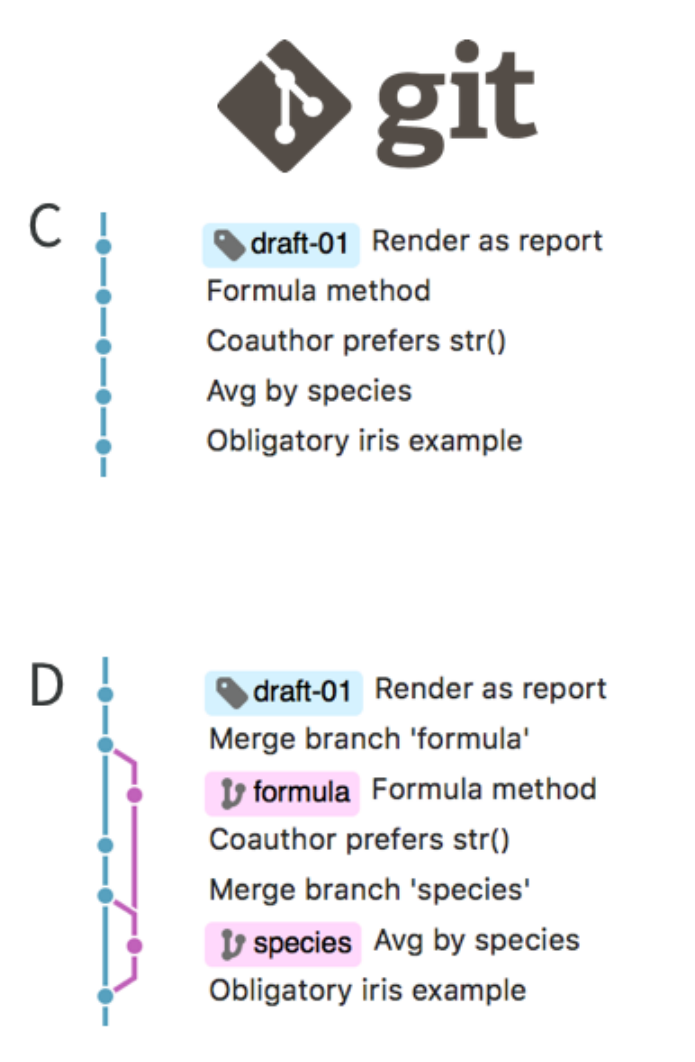 git
C
draft-01 Render as report
Formula method
Coauthor prefers str()
Avg by species
Obligatory iris example
D
draft-01 Render as report
Merge branch 'formula'
formula Formula method
Coauthor prefers str()
Merge branch 'species'
species Avg by species
Obligatory iris example